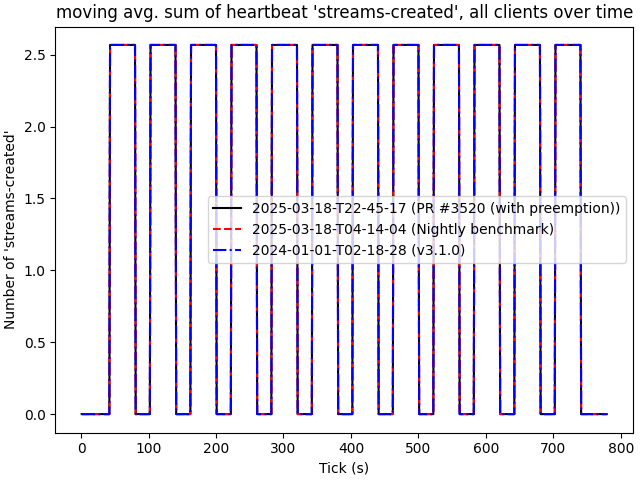 moving avg. sum of heartbeat 'streams-created', all clients over time
Number of 'streams-created'
2.5
2.0
1.5
1.0
0.5
0.0
2025-03-18-T22-45-17 (PR #3520 (with preemption))
2025-03-18-T04-14-04 (Nightly benchmark)
2024-01-01-T02-18-28 (v3.1.0)
0 100 200 300 400 500 600 700 800
Tick (s)